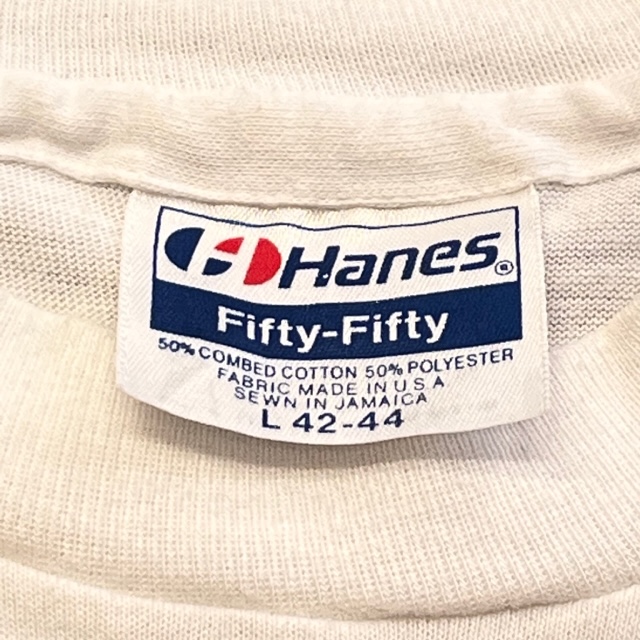 Hanes®
Fifty-Fifty
50% COMBED COTTON 50% POLYESTER
FABRIC MADE IN U S A
SEWN IN JAMAICA
L 42-44